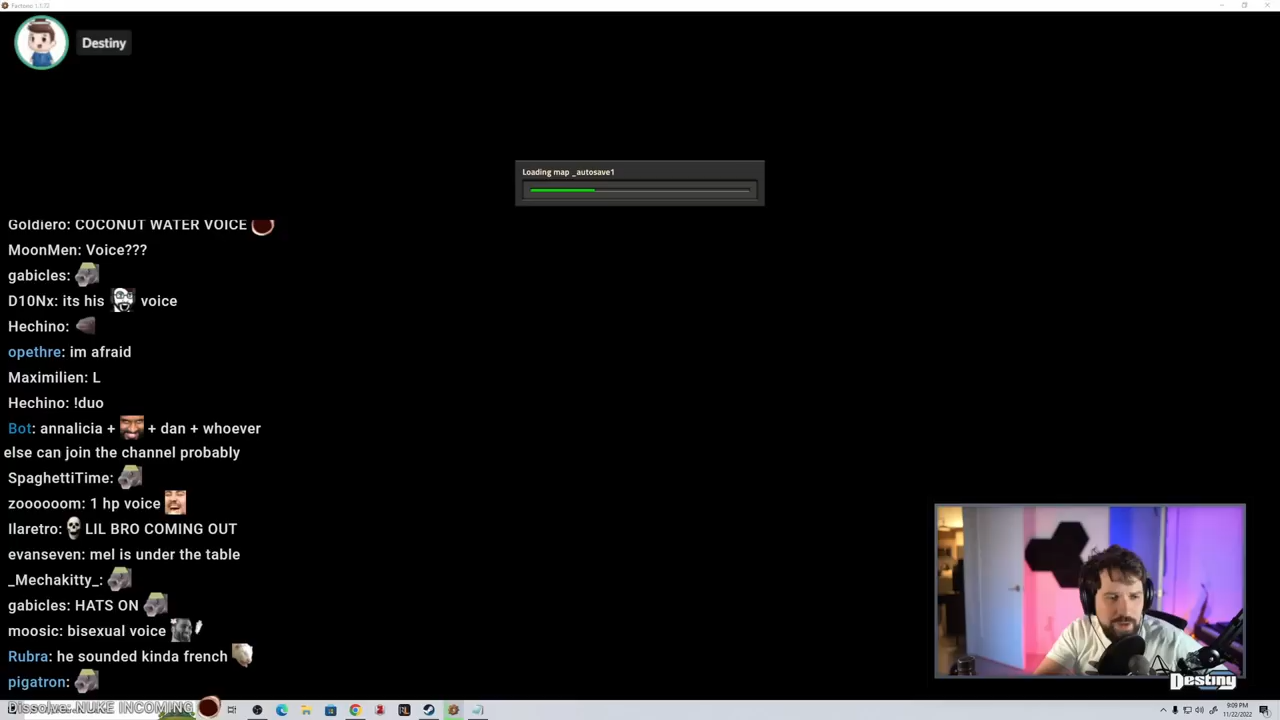 Factorio 1.1.72
Destiny
Loading map _autosave1
Goldiero: COCONUT WATER VOICE
MoonMen: Voice???
gabicles:
D10Nx: its his voice
Hechino:
opethre: im afraid
Maximilien: L
Hechino: !duo
Bot: annalicia + + dan + whoever
else can join the channel probably
SpaghettiTime:
zoooooom: 1 hp voice
llaretro: LIL BRO COMING OUT
evanseven: mel is under the table
_Mechakitty_:
gabicles: HATS ON
moosic: bisexual voice
Rubra: he sounded kinda french
pigatron:
Dissolve: NUKE INCOMING
Destiny
9:09 PM
11/22/2022